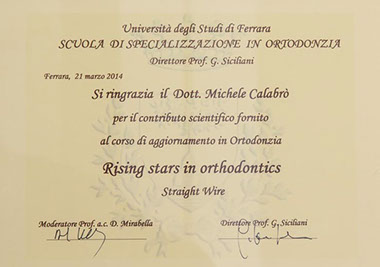 Università degli Studi di Ferrara
SCUOLA DI SPECIALIZZAZIONE IN ORTODONZIA
Direttore Prof. G. Siciliani
Ferrara, 21 marzo 2014
Si ringrazia il Dott. Michele Calabrò
per il contributo scientifico fornito
al corso di aggiornamento in Ortodonzia
Rising stars in orthodontics
Straight Wire
Moderatore Prof. a.c. D. Mirabella
Direttore Prof. G. Siciliani